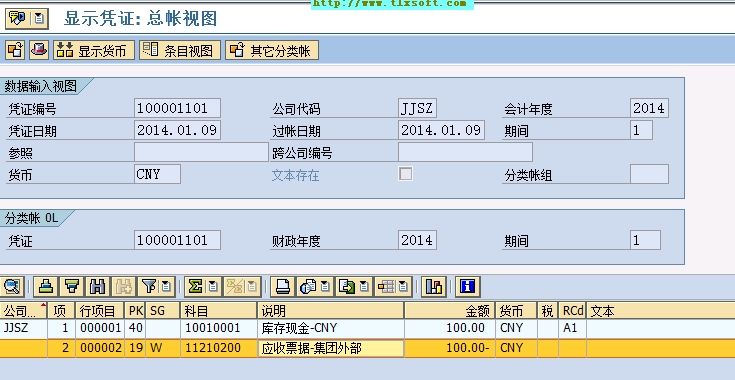 http://www.tlxsoft.com
显示凭证: 总帐视图
显示货币 条目视图 其它分类帐
数据输入视图
凭证编号 100001101 公司代码 JJSZ 会计年度 2014
凭证日期 2014.01.09 过帐日期 2014.01.09 期间 1
参照 跨公司编号
货币 CNY 文本存在 分类帐组
分类帐 0L
凭证 100001101 财政年度 2014 期间 1
公司... 项 行项目 PK SG 科目 说明 金额 货币 税 RCd 文本
JJSZ 1 000001 40 10010001 库存现金-CNY 100.00 CNY A1
2 000002 19 W 11210200 应收票据-集团外部 100.00- CNY